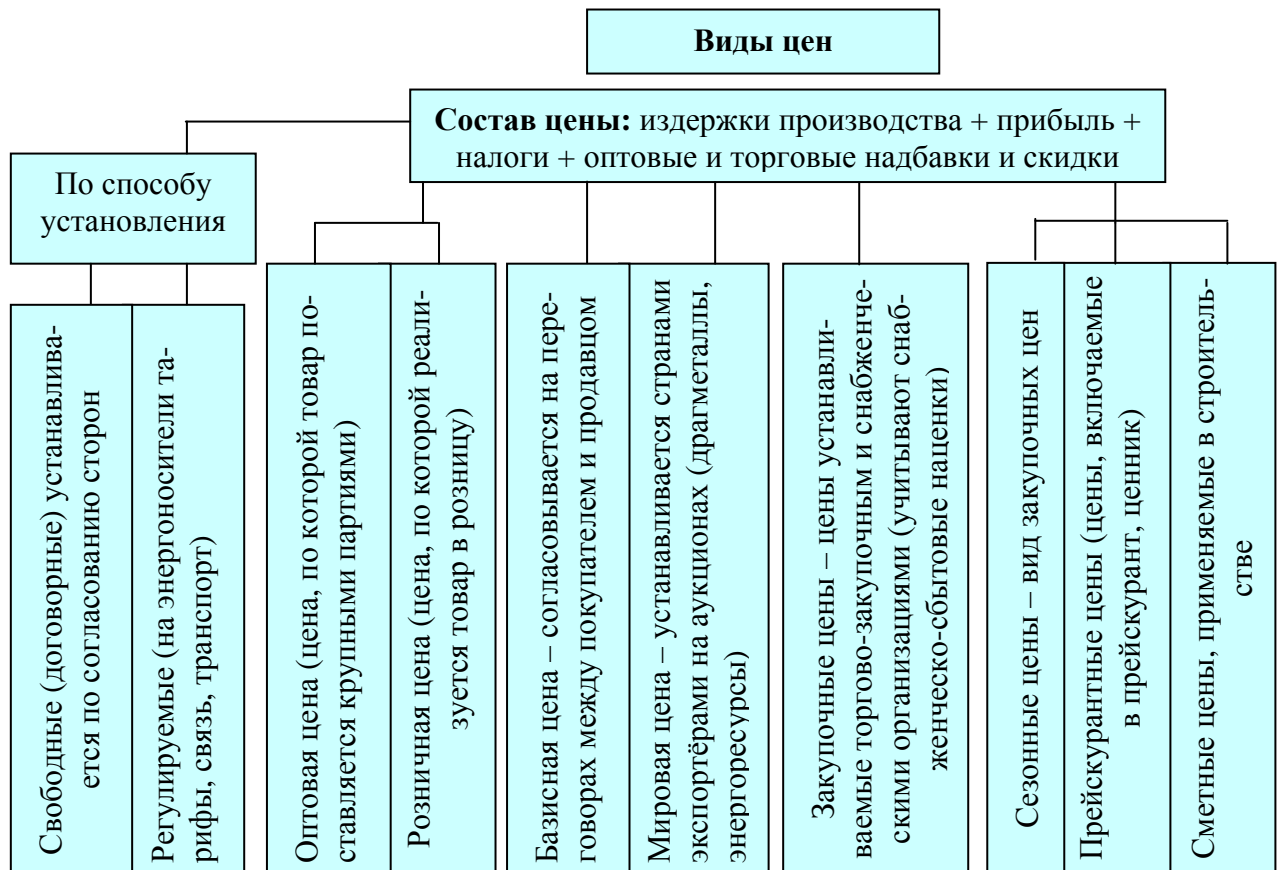 Виды цен
Состав цены: издержки производства + прибыль +
налоги + оптовые и торговые надбавки и скидки
По способу
установления
Свободные (договорные) устанавлива-
ется по согласованию сторон
Регулируемые (на энергоносители та-
рифы, связь, транспорт)
Оптовая цена (цена, по которой товар по-
ставляется крупными партиями)
Розничная цена (цена, по которой реали-
зуется товар в розницу)
Базисная цена – согласовывается на пере-
говорах между покупателем и продавцом
Мировая цена – устанавливается странами
экспортёрами на аукционах (драгметаллы,
энергоресурсы)
Закупочные цены – цены устанавли-
ваемые торгово-закупочным и снабженче-
скими организациями (учитывают снаб-
женческо-сбытовые наценки)
Сезонные цены – вид закупочных цен
Прейскурантные цены (цены, включаемые
в прейскурант, ценник)
Сметные цены, применяемые в строитель-
стве